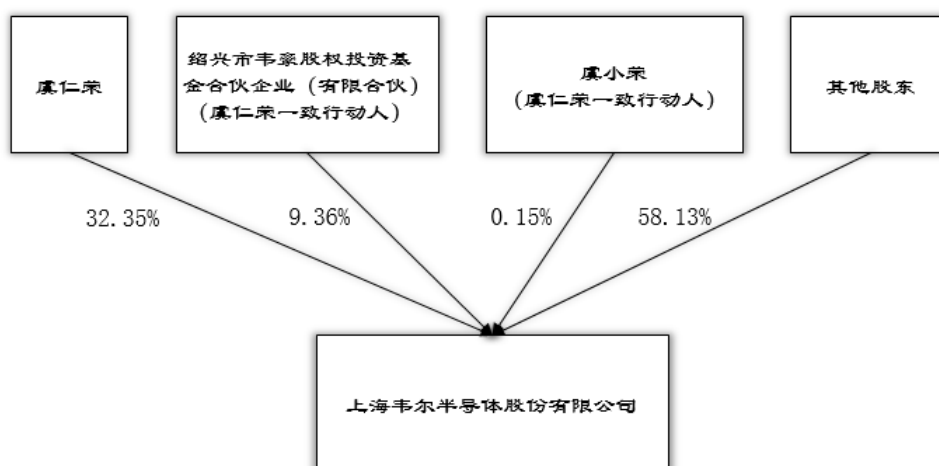 虞仁荣
绍兴市韦豪股权投资基
金合伙企业（有限合伙）
（虞仁荣一致行动人）
虞小荣
（虞仁荣一致行动人）
其他股东
32.35%
9.36%
0.15%
58.13%
上海韦尔半导体股份有限公司